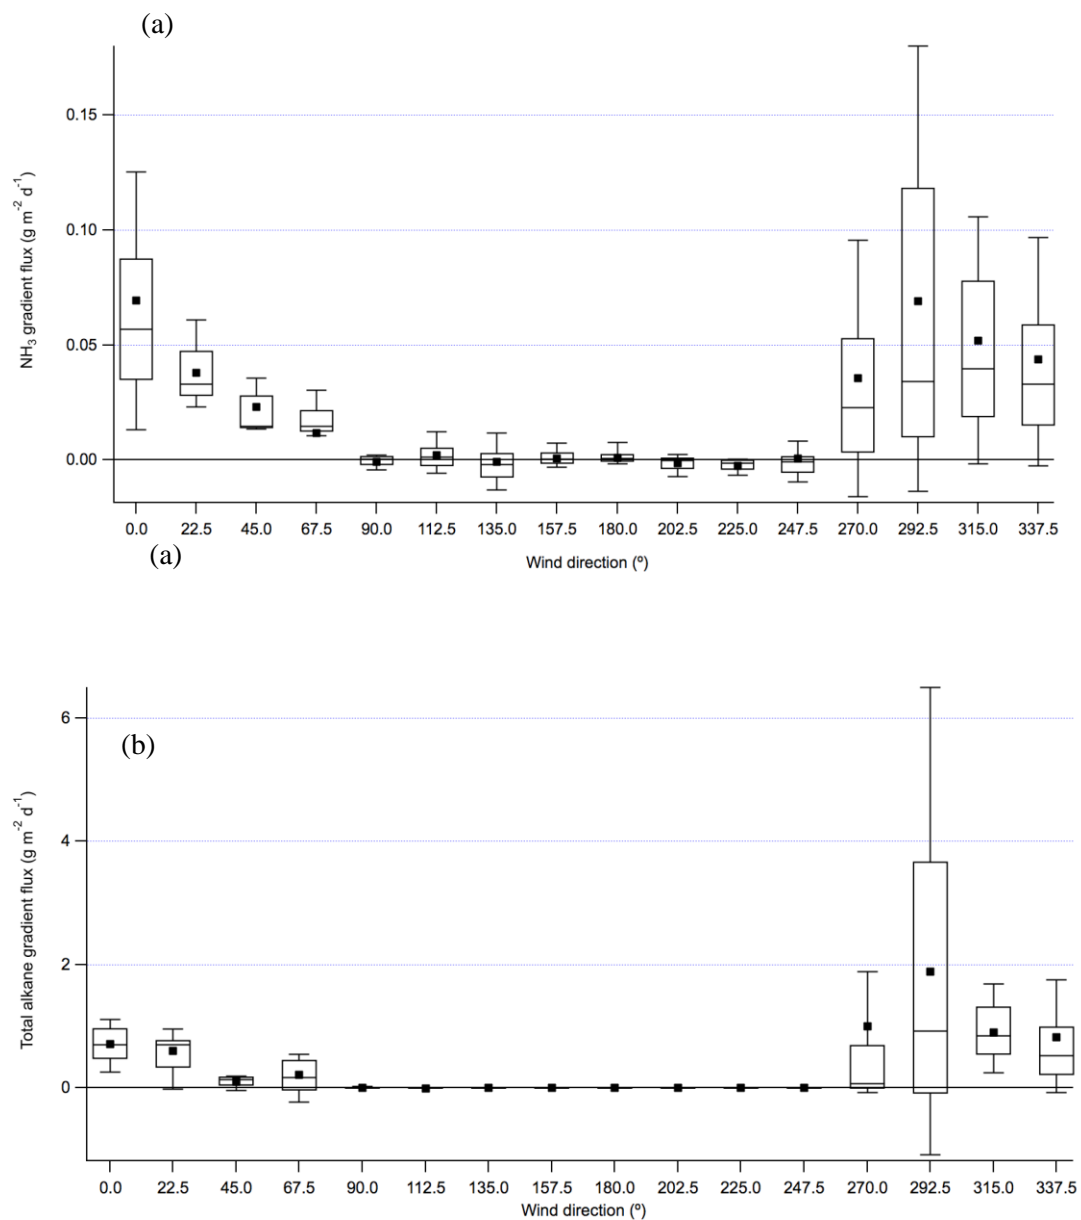 (a)
0.15
0.10
0.05
0.00
NH3 gradient flux (g m-2 d-1)
0.0 22.5 45.0 67.5 90.0 112.5 135.0 157.5 180.0 202.5 225.0 247.5 270.0 292.5 315.0 337.5
(a)
Wind direction (º)
(b)
6
4
2
0
Total alkane gradient flux (g m-2 d-1)
0.0 22.5 45.0 67.5 90.0 112.5 135.0 157.5 180.0 202.5 225.0 247.5 270.0 292.5 315.0 337.5
Wind direction (º)